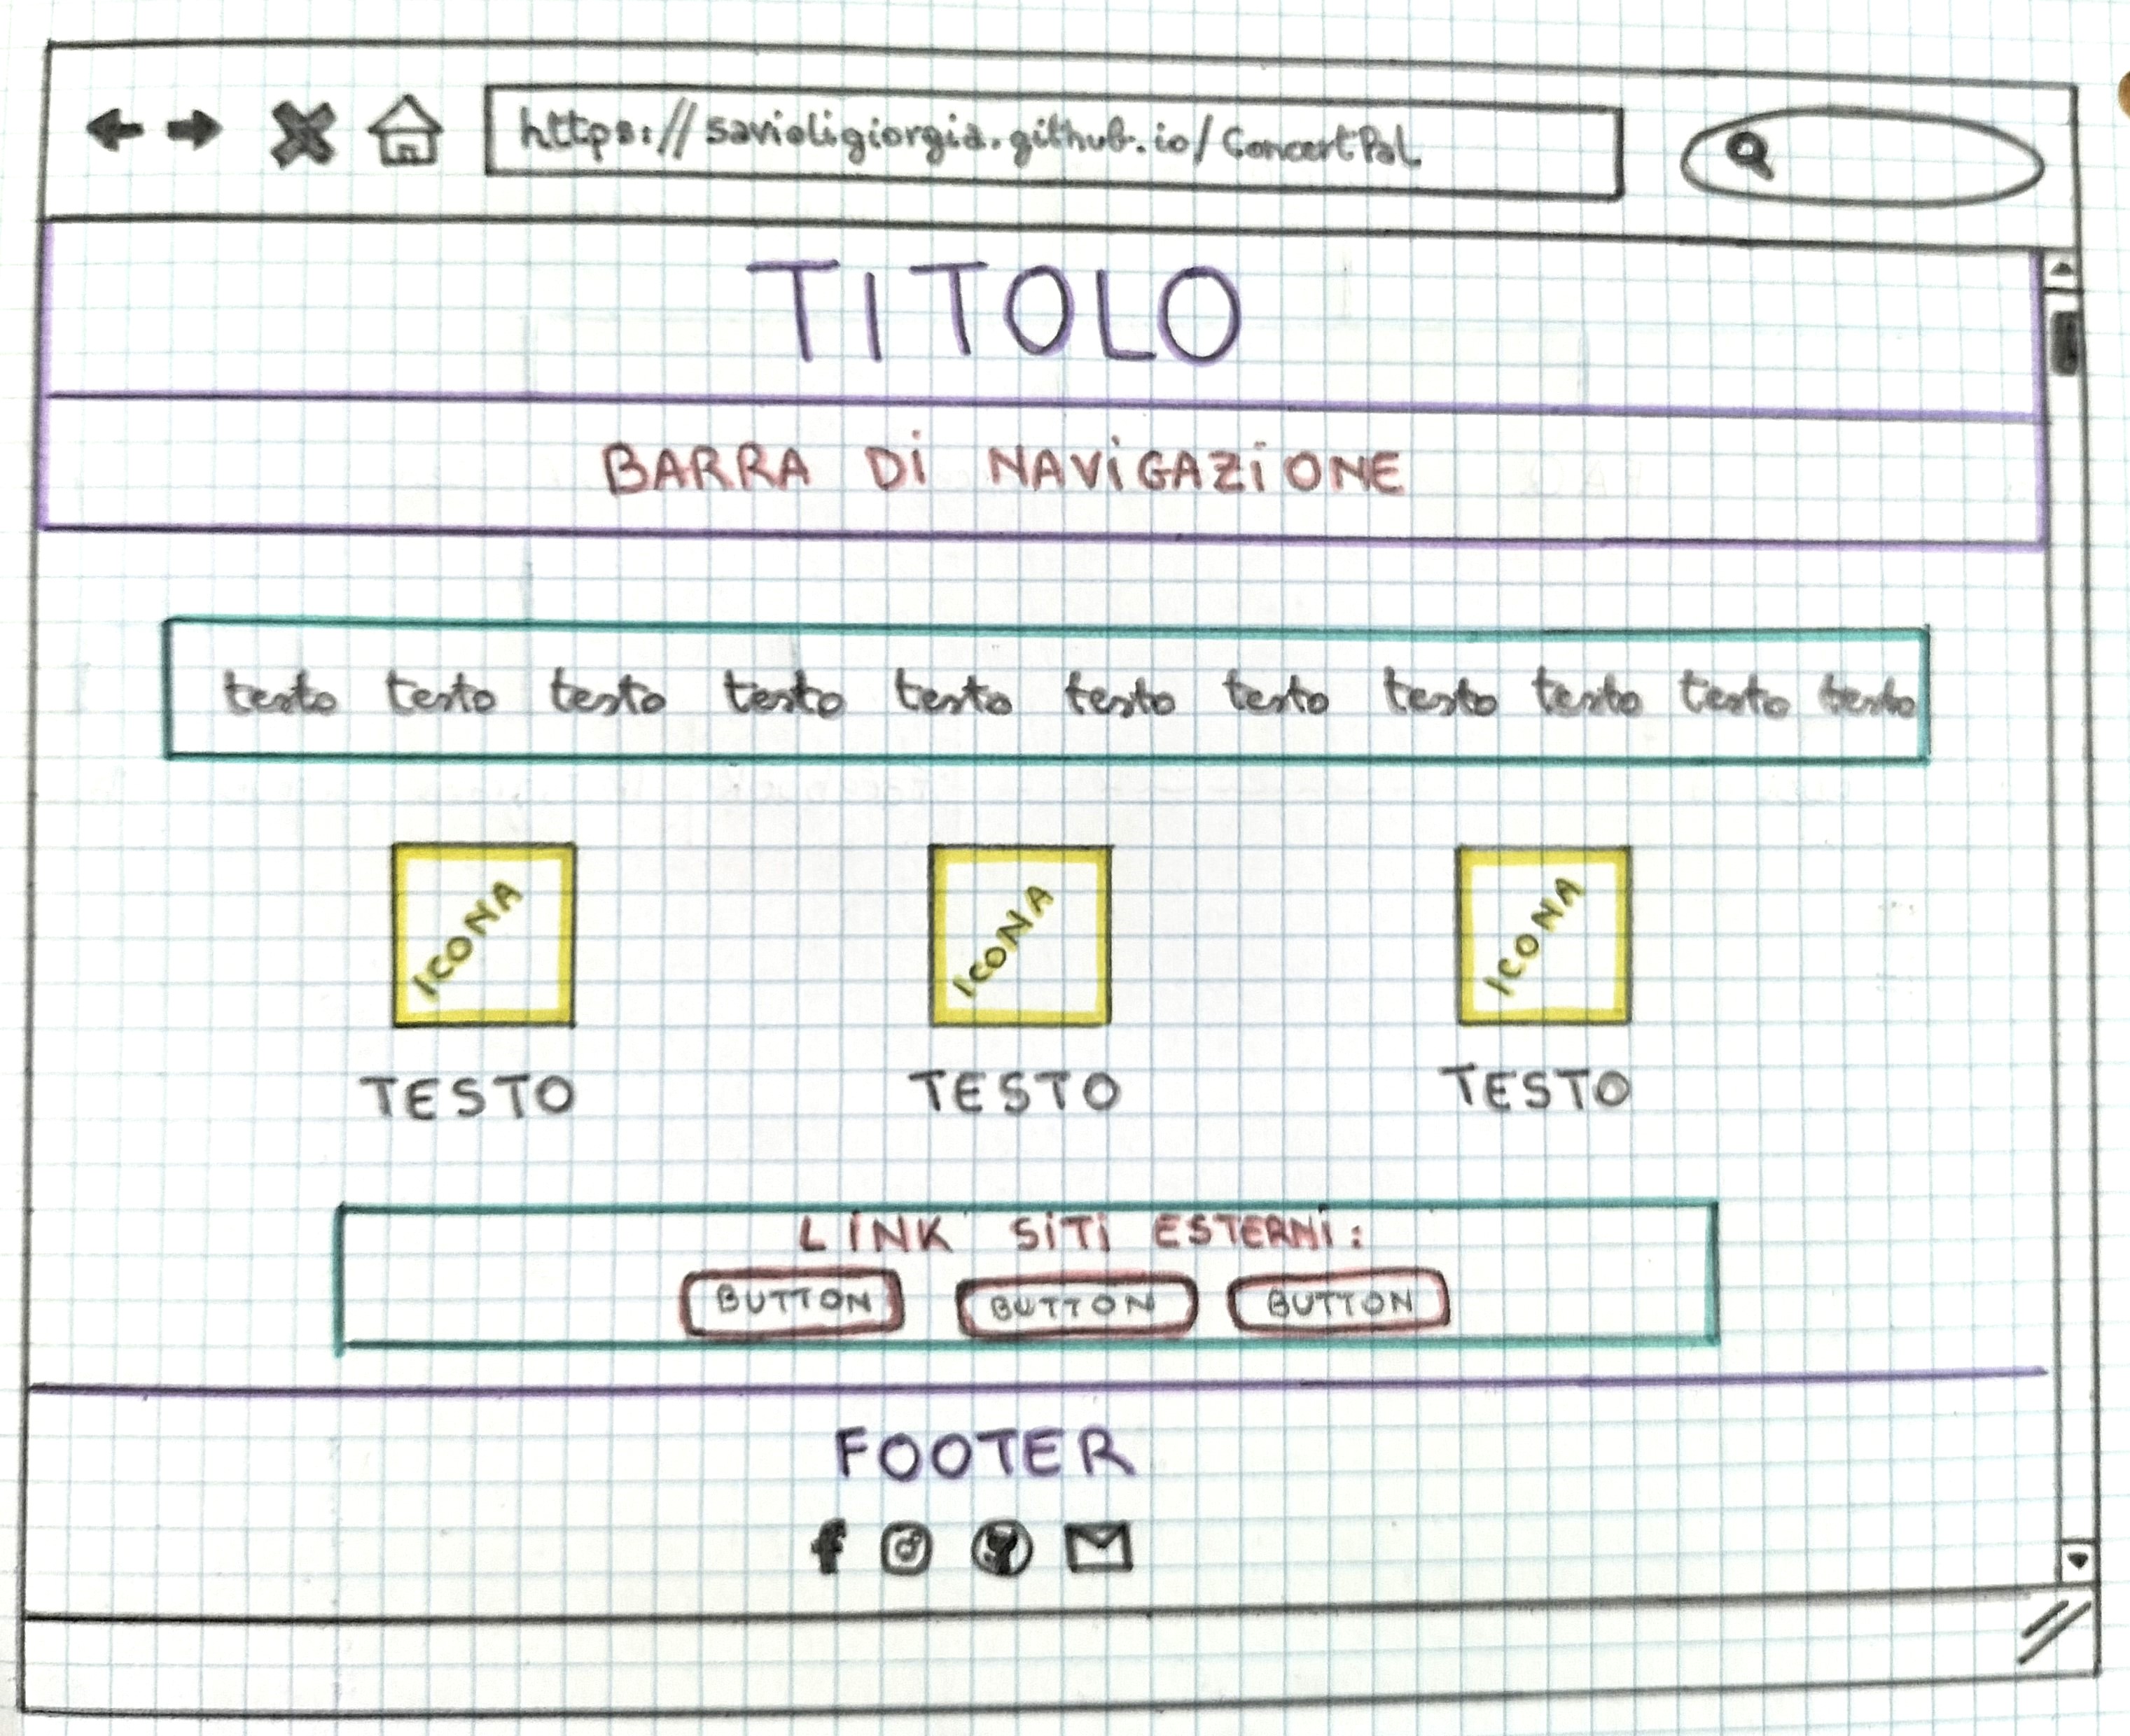 https://savioligiorgia.github.io/ConcertPal
TITOLO
BARRA Di NAViGAZiONE
testo testo testo testo testo testo testo testo testo testo testo
ICONA ICONA ICONA
TESTO TESTO TESTO
LiNK SiTi ESTERNi:
BUTTON BUTTON BUTTON
FOOTER